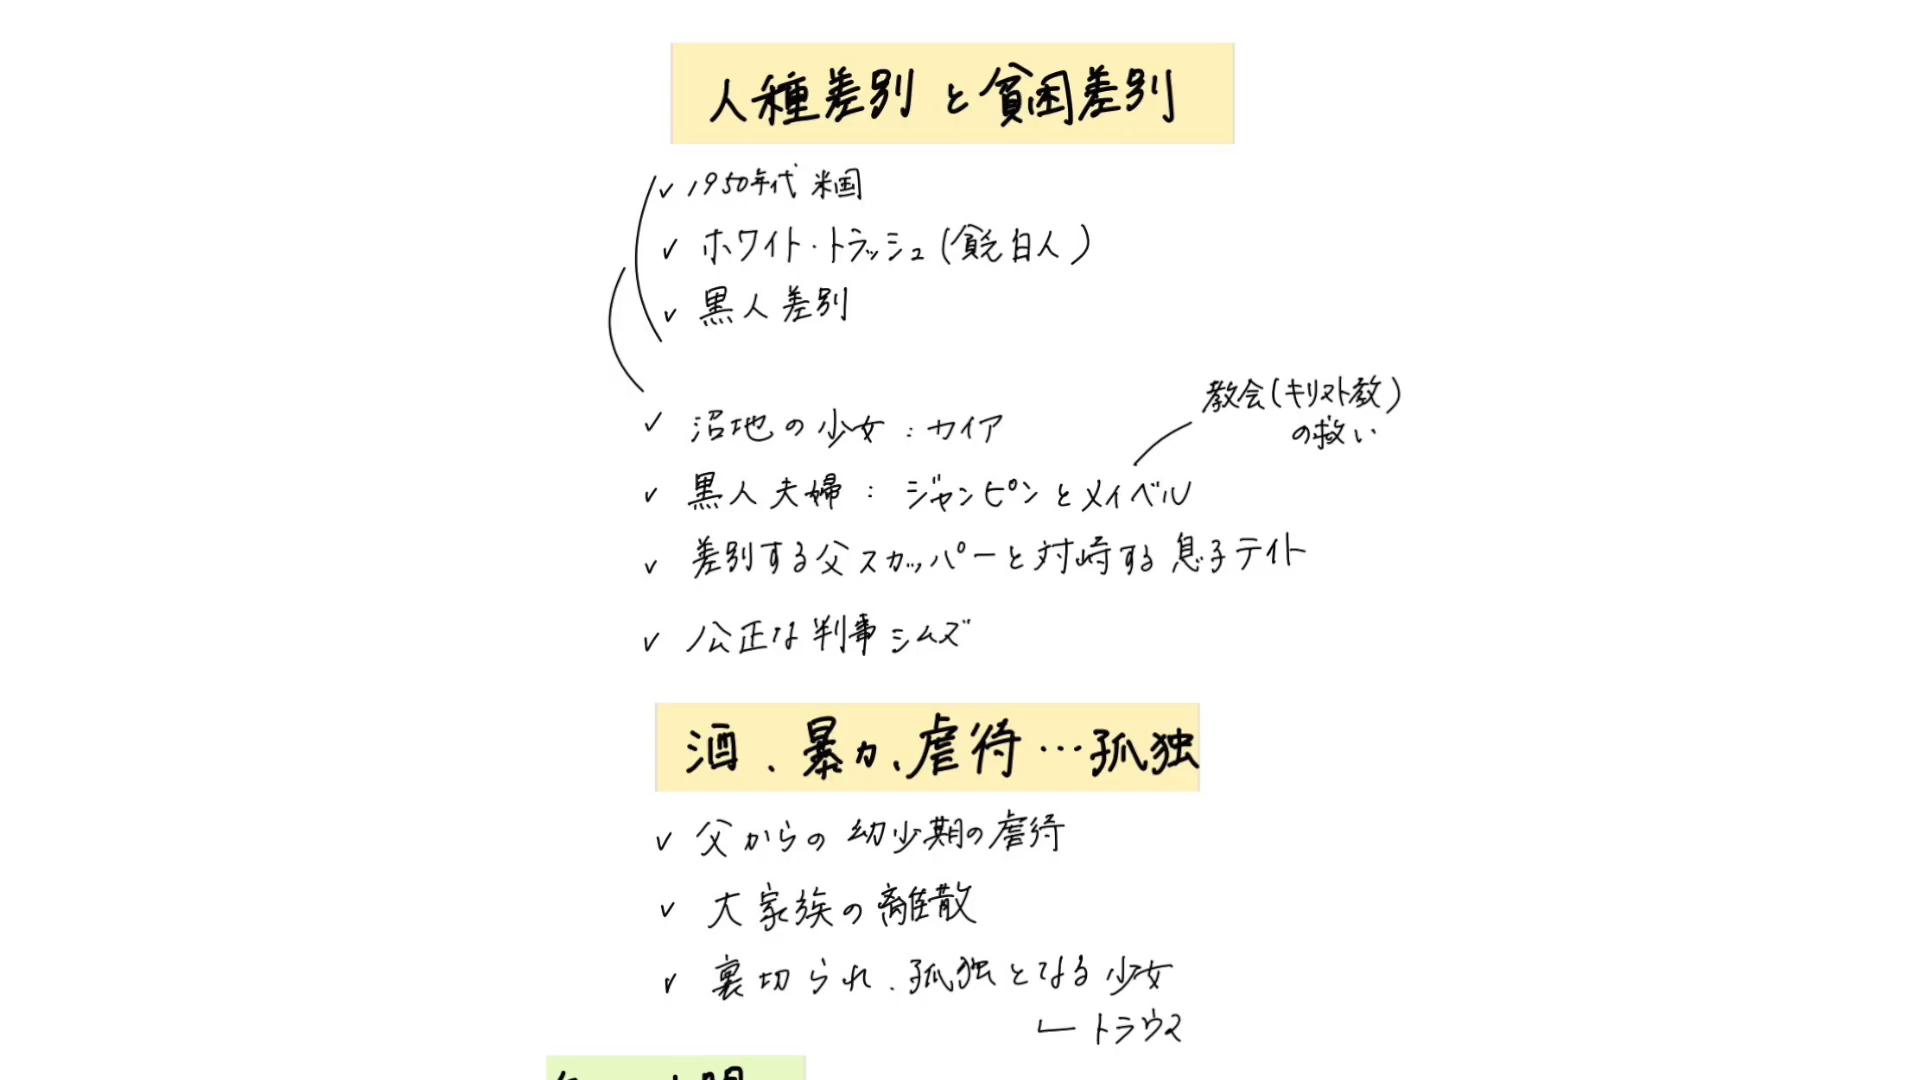 人種差別と貧困差別
✓ 1950年代 米国
✓ ホワイト・トラッシュ(貧乏白人)
✓ 黒人差別
教会(キリスト教)
の救い
✓ 沼地の少女:カイア
✓ 黒人夫婦:ジャンピンとメイベル
✓ 差別する父スカッパーと対峙する息子テイト
✓ 公正な判事シムズ
酒、暴力、虐待…孤独
✓ 父からの幼少期の虐待
✓ 大家族の離散
✓ 裏切られ、孤独となる少女
トラウマ